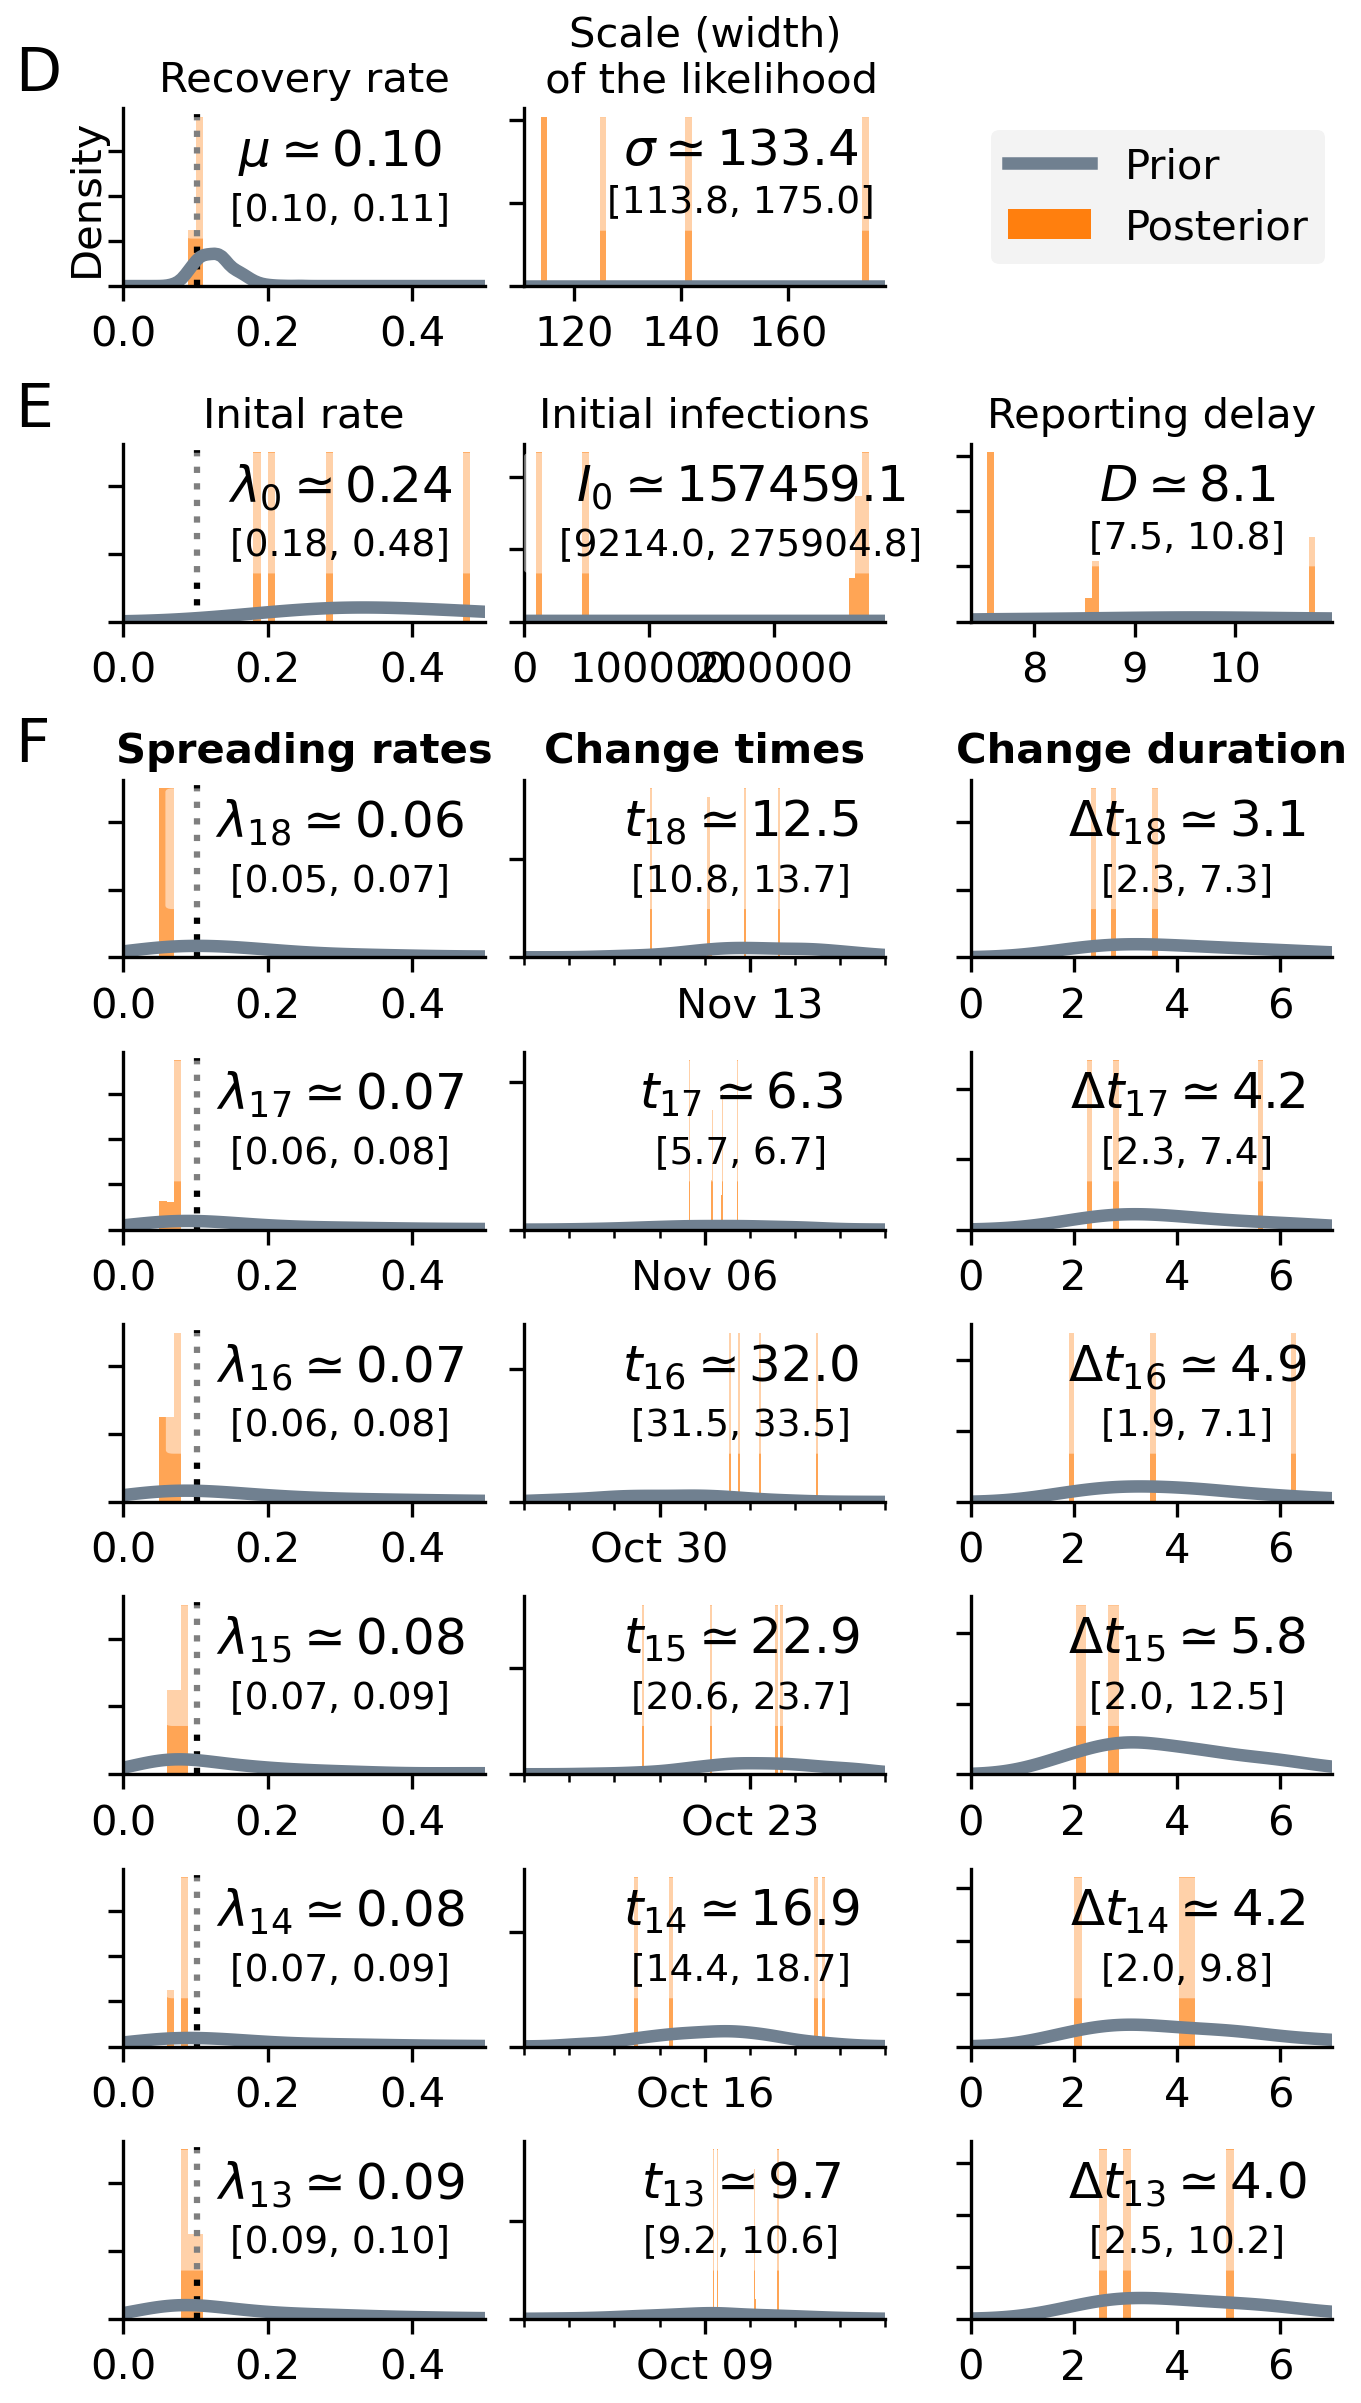 D
Recovery rate
Scale (width)
of the likelihood
Density
μ ≃ 0.10
[0.10, 0.11]
0.0 0.2 0.4
σ ≃ 133.4
[113.8, 175.0]
120 140 160
Prior
Posterior
E
Inital rate
λ0 ≃ 0.24
[0.18, 0.48]
0.0 0.2 0.4
Initial infections
I0 ≃ 157459.1
[9214.0, 275904.8]
0 100000 200000
Reporting delay
D ≃ 8.1
[7.5, 10.8]
8 9 10
F
Spreading rates
Change times
Change duration
λ18 ≃ 0.06
[0.05, 0.07]
0.0 0.2 0.4
t18 ≃ 12.5
[10.8, 13.7]
Nov 13
Δt18 ≃ 3.1
[2.3, 7.3]
0 2 4 6
λ17 ≃ 0.07
[0.06, 0.08]
0.0 0.2 0.4
t17 ≃ 6.3
[5.7, 6.7]
Nov 06
Δt17 ≃ 4.2
[2.3, 7.4]
0 2 4 6
λ16 ≃ 0.07
[0.06, 0.08]
0.0 0.2 0.4
t16 ≃ 32.0
[31.5, 33.5]
Oct 30
Δt16 ≃ 4.9
[1.9, 7.1]
0 2 4 6
λ15 ≃ 0.08
[0.07, 0.09]
0.0 0.2 0.4
t15 ≃ 22.9
[20.6, 23.7]
Oct 23
Δt15 ≃ 5.8
[2.0, 12.5]
0 2 4 6
λ14 ≃ 0.08
[0.07, 0.09]
0.0 0.2 0.4
t14 ≃ 16.9
[14.4, 18.7]
Oct 16
Δt14 ≃ 4.2
[2.0, 9.8]
0 2 4 6
λ13 ≃ 0.09
[0.09, 0.10]
0.0 0.2 0.4
t13 ≃ 9.7
[9.2, 10.6]
Oct 09
Δt13 ≃ 4.0
[2.5, 10.2]
0 2 4 6